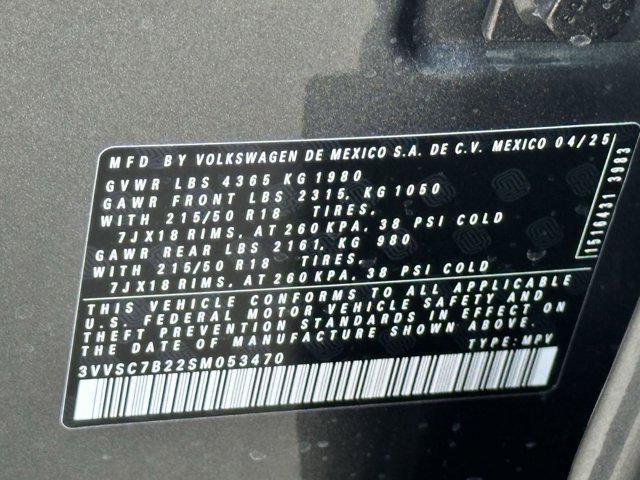 MFD BY VOLKSWAGEN DE MEXICO S.A. DE C.V. MEXICO 04/25
GVWR LBS 4365 KG 1980
GAWR FRONT LBS 2315, KG 1050
WITH 215/50 R18 TIRES,
7JX18 RIMS, AT 260 KPA, 38 PSI COLD
GAWR REAR LBS 2161, KG 980
WITH 215/50 R18 TIRES,
7JX18 RIMS, AT 260 KPA, 38 PSI COLD
THIS VEHICLE CONFORMS TO ALL APPLICABLE
U.S. FEDERAL MOTOR VEHICLE SAFETY AND
THEFT PREVENTION STANDARDS IN EFFECT ON
THE DATE OF MANUFACTURE SHOWN ABOVE.
TYPE: MPV
3VVSC7B22SM053470
1516431 3983